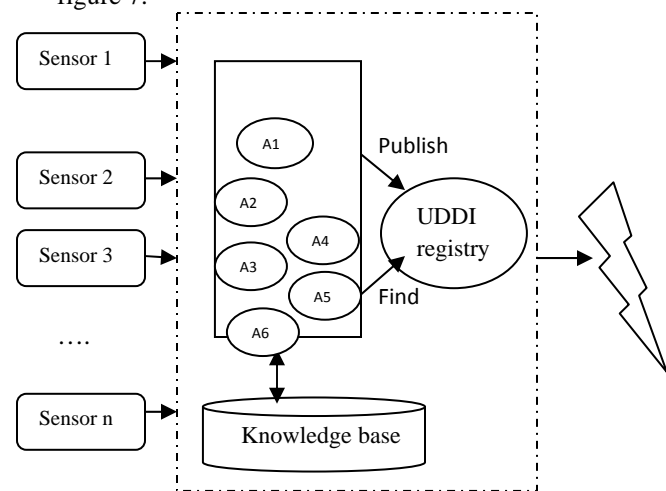 figure 7.
Sensor 1
Sensor 2
Sensor 3
….
Sensor n
A1
A2
A3
A4
A5
A6
Publish
Find
UDDI
registry
Knowledge base